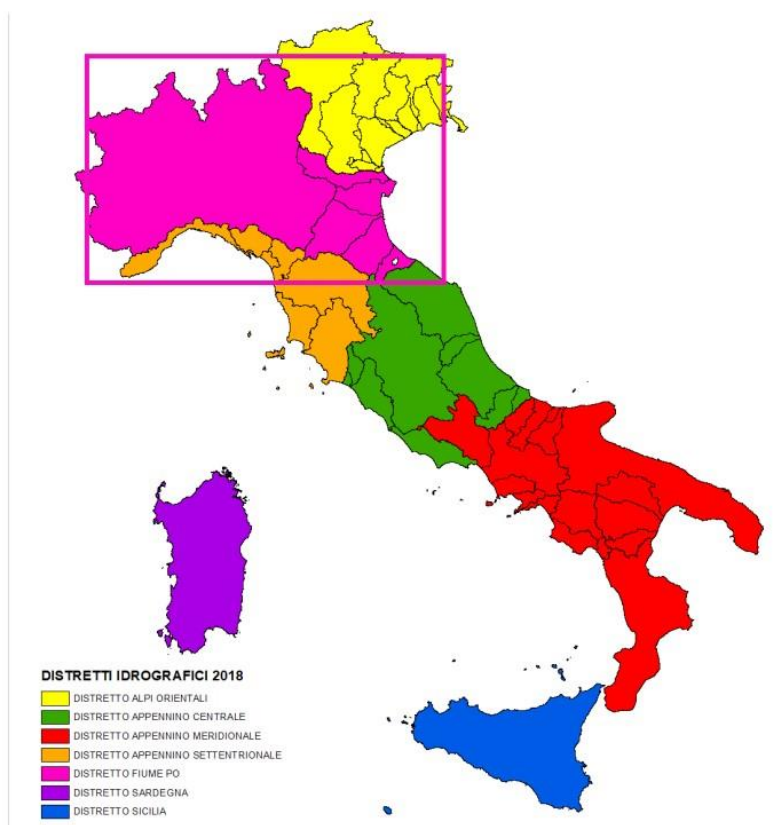 DISTRETTI IDROGRAFICI 2018
DISTRETTO ALPI ORIENTALI
DISTRETTO APPENNINO CENTRALE
DISTRETTO APPENNINO MERIDIONALE
DISTRETTO APPENNINO SETTENTRIONALE
DISTRETTO FIUME PO
DISTRETTO SARDEGNA
DISTRETTO SICILIA